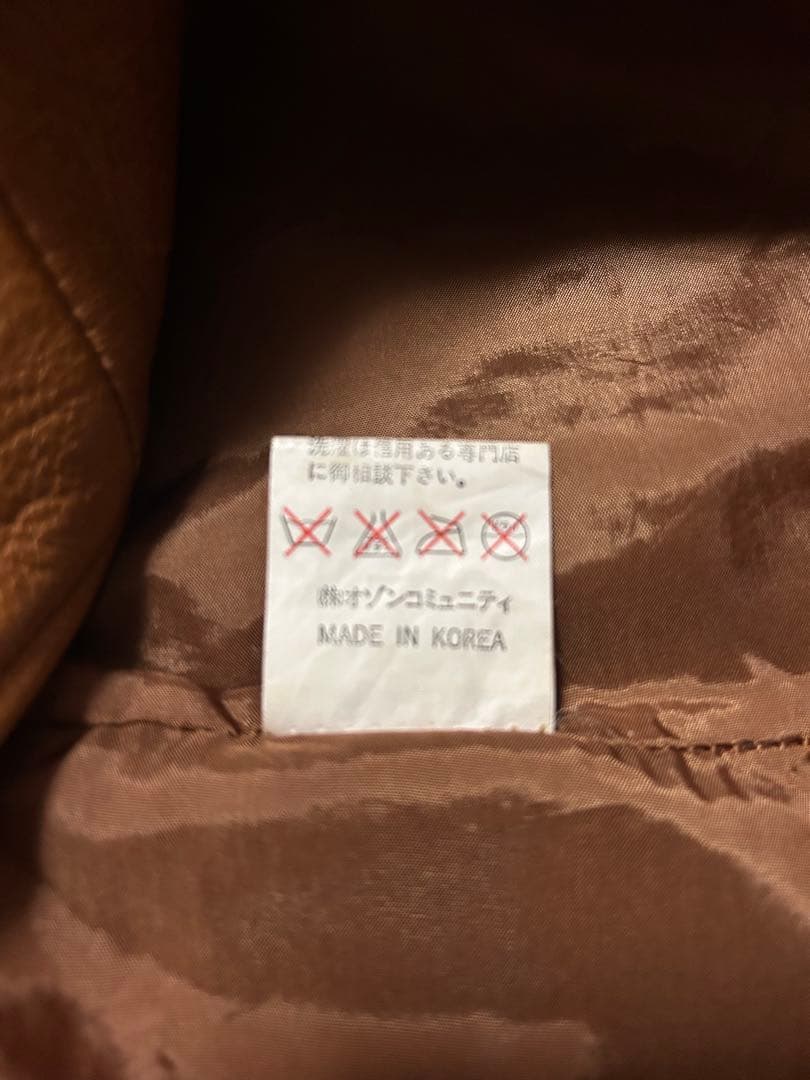 洗濯は信用ある専門店
に御相談下さい。
㈱オゾンコミュニティ
MADE IN KOREA